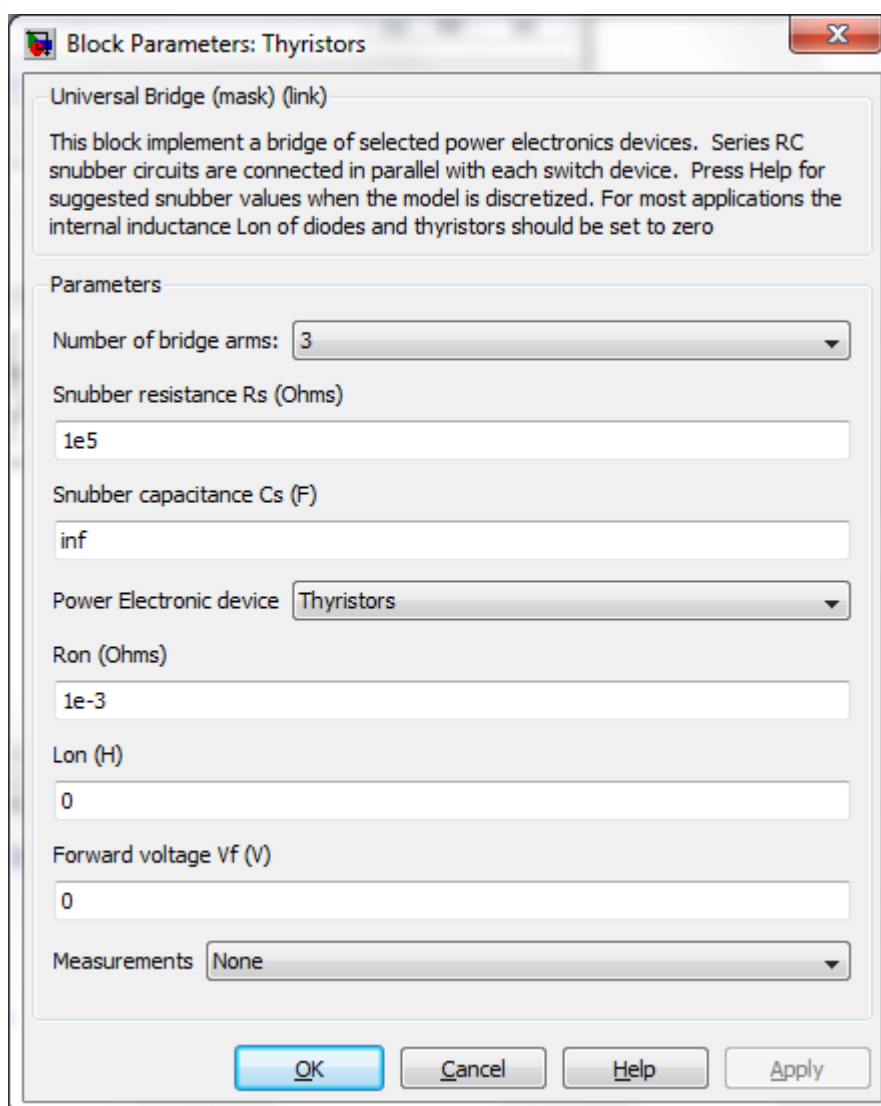 Block Parameters: Thyristors
Universal Bridge (mask) (link)
This block implement a bridge of selected power electronics devices.  Series RC
snubber circuits are connected in parallel with each switch device.  Press Help for
suggested snubber values when the model is discretized. For most applications the
internal inductance Lon of diodes and thyristors should be set to zero
Parameters
Number of bridge arms: 3
Snubber resistance Rs (Ohms)
1e5
Snubber capacitance Cs (F)
inf
Power Electronic device Thyristors
Ron (Ohms)
1e-3
Lon (H)
0
Forward voltage Vf (V)
0
Measurements None
OK Cancel Help Apply